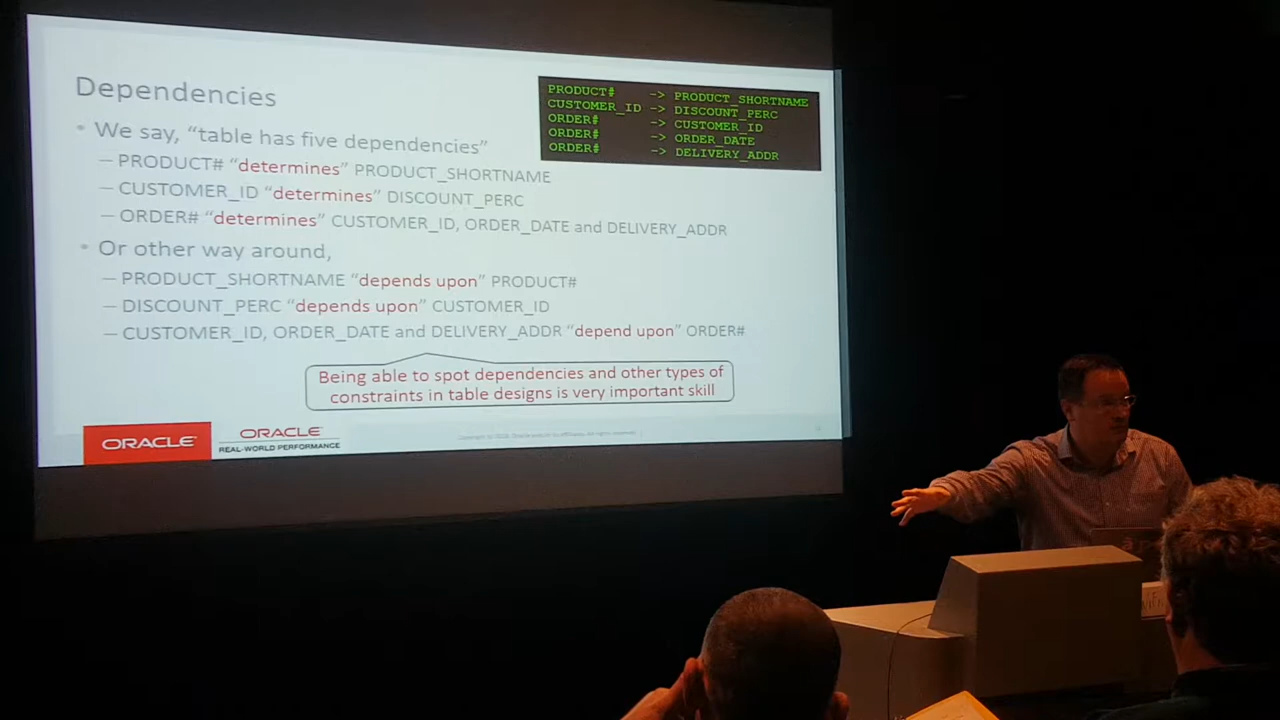 Dependencies
• We say, “table has five dependencies”
– PRODUCT# “determines” PRODUCT_SHORTNAME
– CUSTOMER_ID “determines” DISCOUNT_PERC
– ORDER# “determines” CUSTOMER_ID, ORDER_DATE and DELIVERY_ADDR
• Or other way around,
– PRODUCT_SHORTNAME “depends upon” PRODUCT#
– DISCOUNT_PERC “depends upon” CUSTOMER_ID
– CUSTOMER_ID, ORDER_DATE and DELIVERY_ADDR “depend upon” ORDER#
PRODUCT# -> PRODUCT_SHORTNAME
CUSTOMER_ID -> DISCOUNT_PERC
ORDER# -> CUSTOMER_ID
ORDER# -> ORDER_DATE
ORDER# -> DELIVERY_ADDR
Being able to spot dependencies and other types of
constraints in table designs is very important skill
ORACLE
ORACLE
REAL-WORLD PERFORMANCE